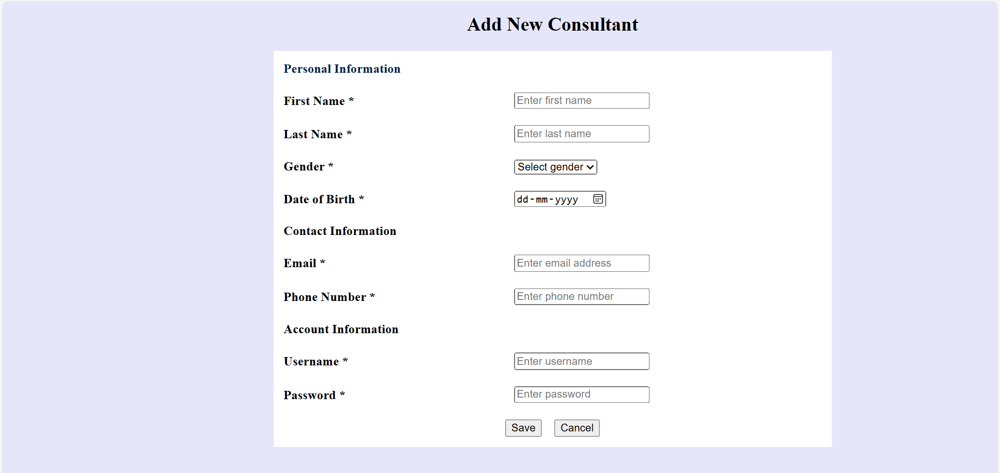 Add New Consultant
Personal Information
First Name * Enter first name
Last Name * Enter last name
Gender * Select gender
Date of Birth * dd-mm-yyyy
Contact Information
Email * Enter email address
Phone Number * Enter phone number
Account Information
Username * Enter username
Password * Enter password
Save Cancel